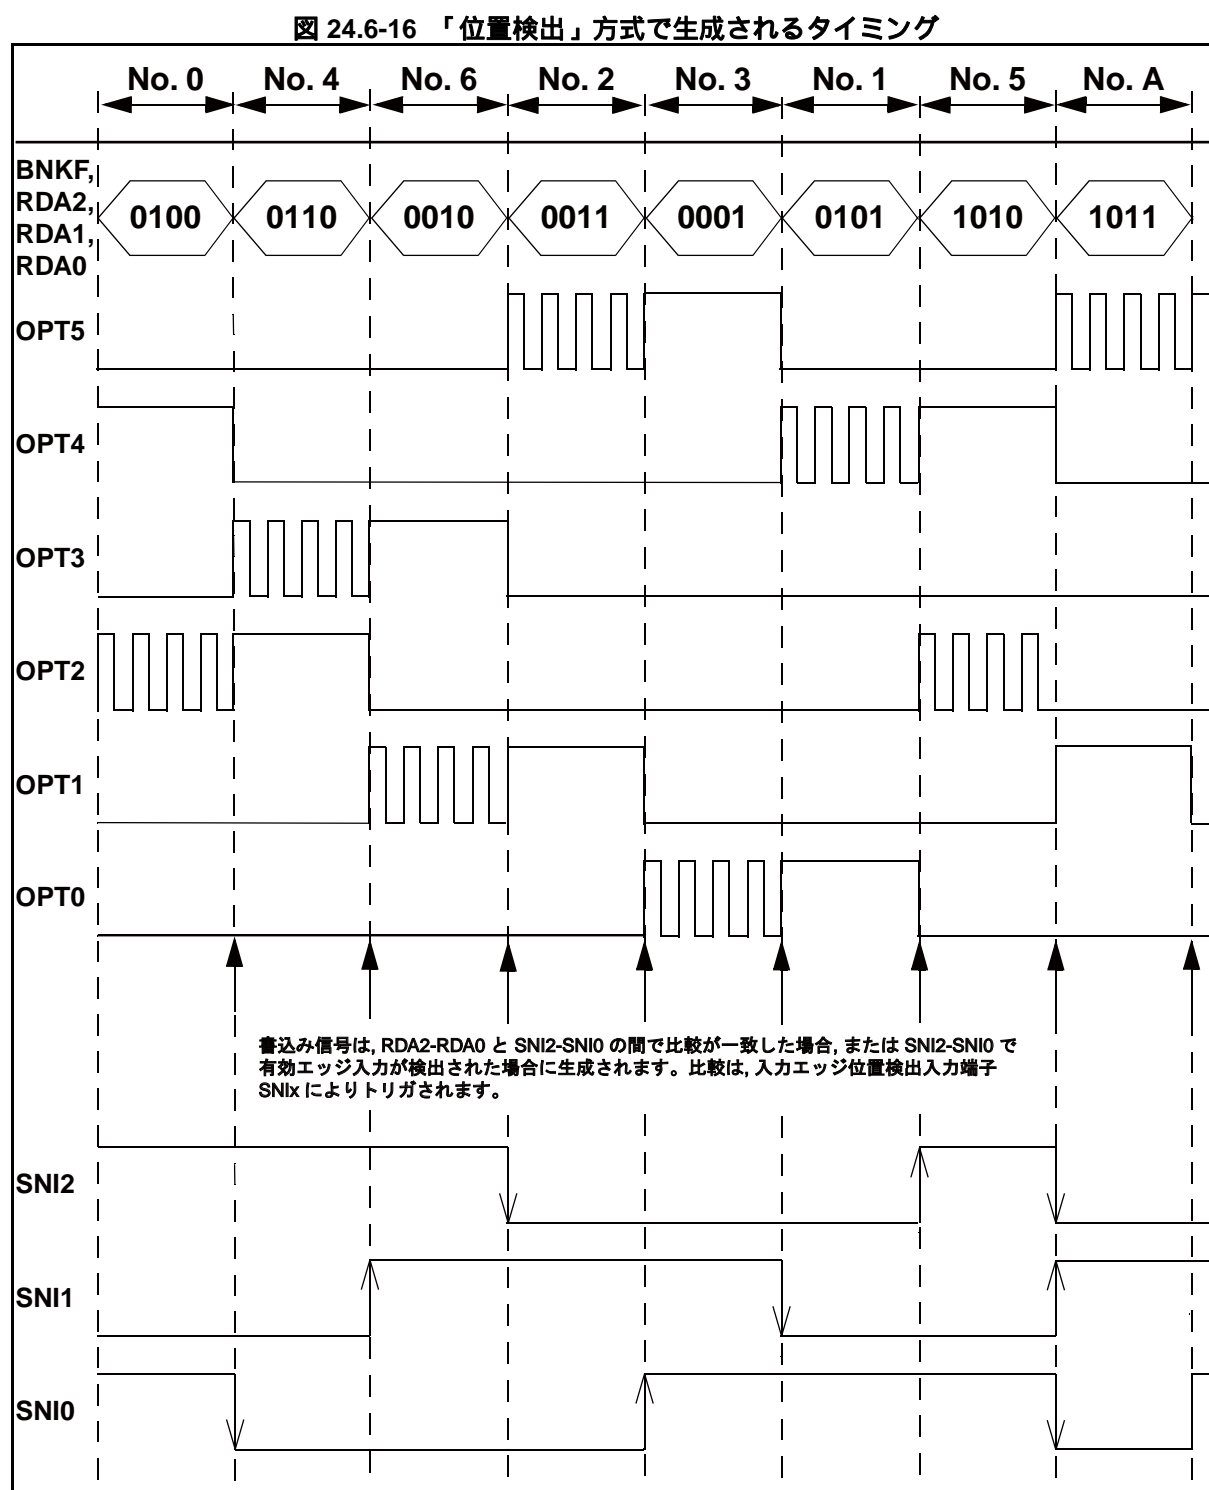 図 24.6-16 「位置検出」方式で生成されるタイミング
No. 0 No. 4 No. 6 No. 2 No. 3 No. 1 No. 5 No. A
BNKF,
RDA2,
RDA1,
RDA0
0100 0110 0010 0011 0001 0101 1010 1011
OPT5
OPT4
OPT3
OPT2
OPT1
OPT0
書込み信号は, RDA2-RDA0 と SNI2-SNI0 の間で比較が一致した場合, または SNI2-SNI0 で
有効エッジ入力が検出された場合に生成されます。比較は, 入力エッジ位置検出入力端子
SNIx によりトリガされます。
SNI2
SNI1
SNI0